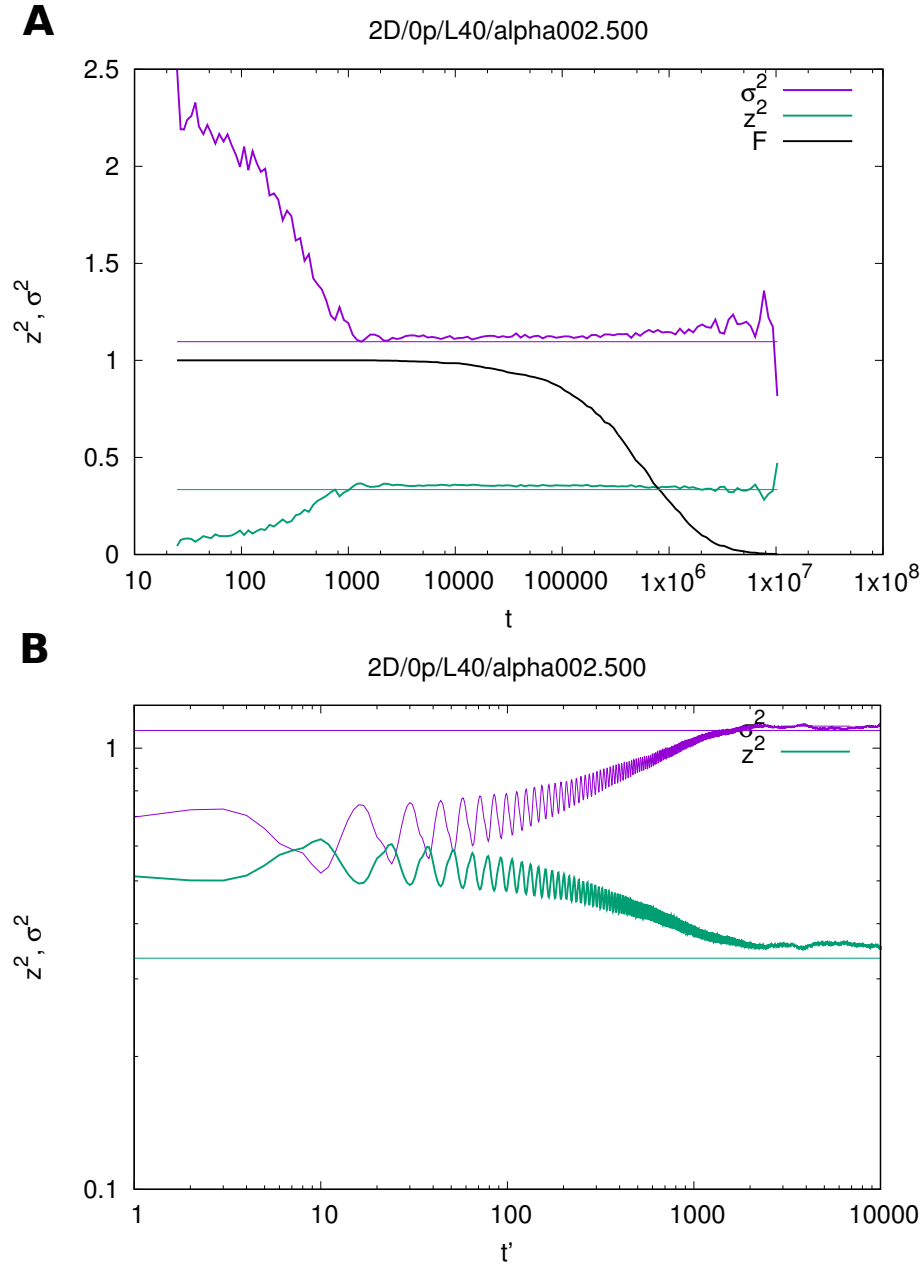 A
2D/0p/L40/alpha002.500
σ²
z²
F
2.5
2
1.5
1
0.5
0
z², σ²
10 100 1000 10000 100000 1x10⁶ 1x10⁷ 1x10⁸
t
B
2D/0p/L40/alpha002.500
σ²
z²
1
0.1
z², σ²
1 10 100 1000 10000
t'